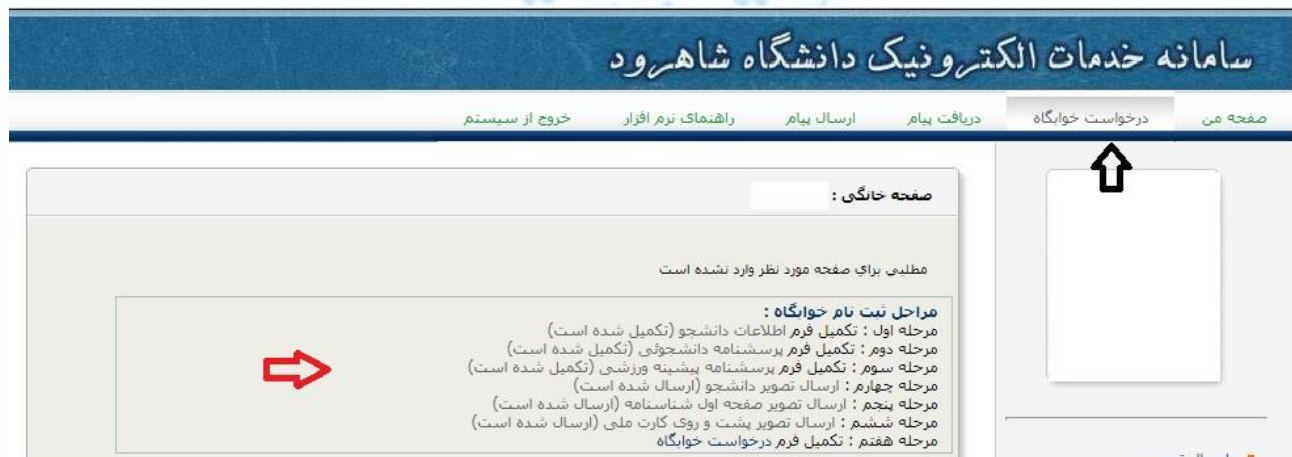 سامانه خدمات الکترونیک دانشگاه شاهرود
صفحه من درخواست خوابگاه دریافت پیام ارسال پیام راهنمای نرم افزار خروج از سیستم
صفحه خانگی :
مطلبی برای صفحه مورد نظر وارد نشده است
مراحل ثبت نام خوابگاه :
مرحله اول : تکمیل فرم اطلاعات دانشجو (تکمیل شده است)
مرحله دوم : تکمیل فرم پرسشنامه دانشجوئی (تکمیل شده است)
مرحله سوم : تکمیل فرم پرسشنامه پیشینه ورزشی (تکمیل شده است)
مرحله چهارم : ارسال تصویر دانشجو (ارسال شده است)
مرحله پنجم : ارسال تصویر صفحه اول شناسنامه (ارسال شده است)
مرحله ششم : ارسال تصویر پشت و روی کارت ملی (ارسال شده است)
مرحله هفتم : تکمیل فرم درخواست خوابگاه